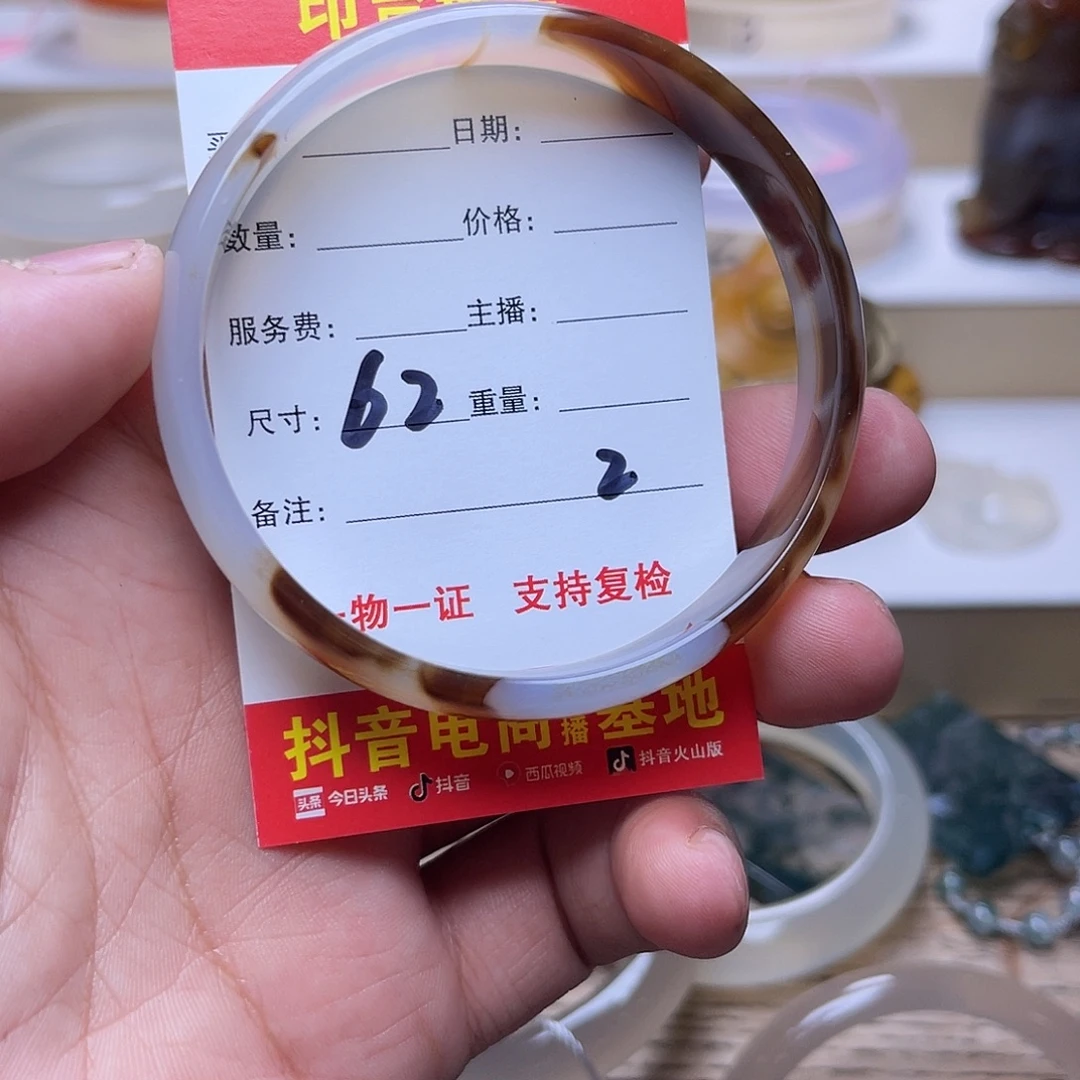 日期:
数量: 价格:
服务费: 主播:
尺寸: 62 重量:
备注: 2
物一证 支持复检
抖音电商播基地
头条 今日头条 抖音 西瓜视频 抖音火山版